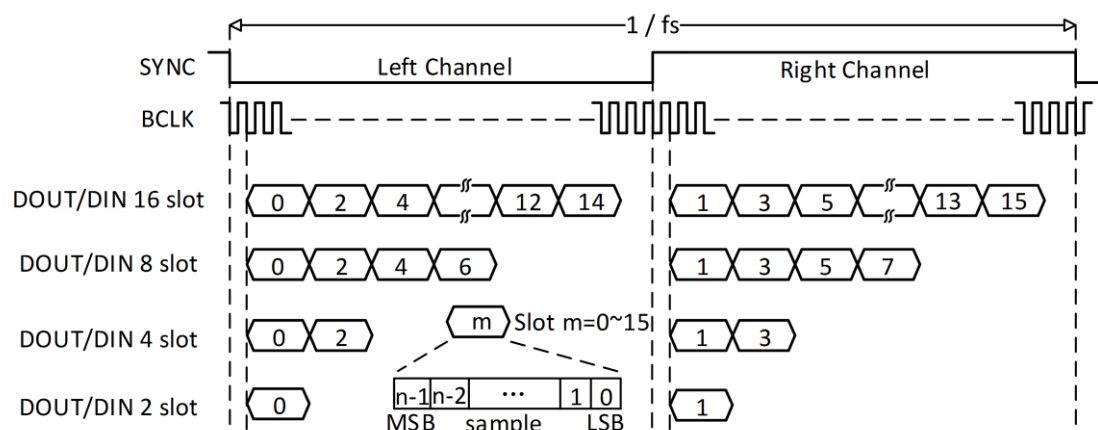 1 / fs
SYNC Left Channel Right Channel
BCLK
DOUT/DIN 16 slot 0 2 4 12 14 1 3 5 13 15
DOUT/DIN 8 slot 0 2 4 6 1 3 5 7
DOUT/DIN 4 slot 0 2 m Slot m=0~15 1 3
n-1 n-2 ... 1 0
DOUT/DIN 2 slot 0 1
MSB sample LSB